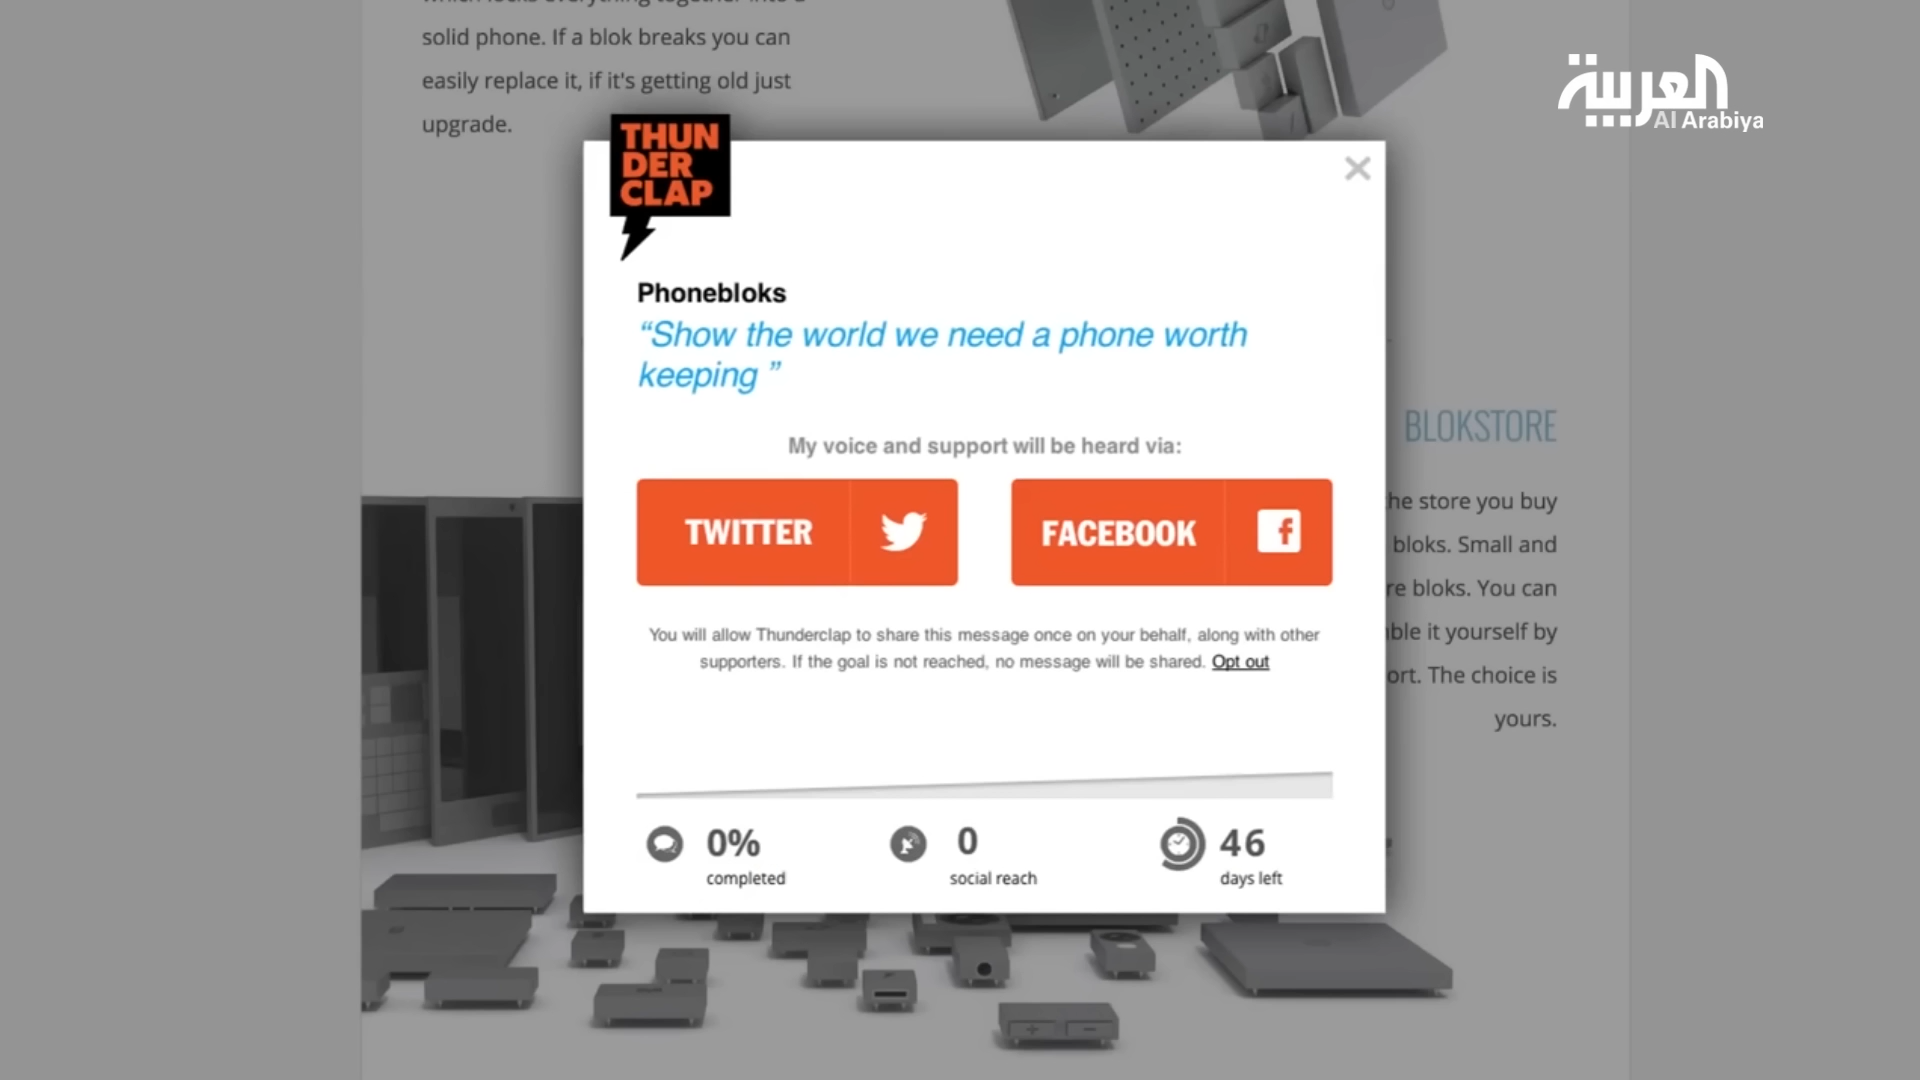 solid phone. If a blok breaks you can
easily replace it, if it's getting old just
upgrade.
العربية
Al Arabiya
THUN
DER
CLAP
Phonebloks
“Show the world we need a phone worth
keeping ”
My voice and support will be heard via:
TWITTER
FACEBOOK
You will allow Thunderclap to share this message once on your behalf, along with other
supporters. If the goal is not reached, no message will be shared. Opt out
0%
completed
0
social reach
46
days left
BLOKSTORE
the store you buy
bloks. Small and
bloks. You can
it yourself by
The choice is
yours.